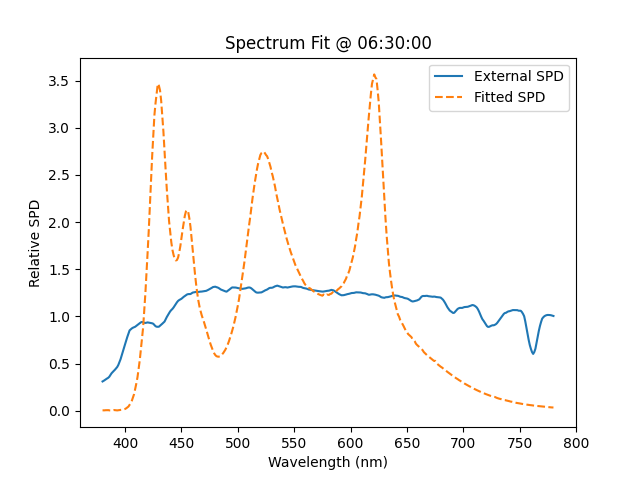 Spectrum Fit @ 06:30:00
External SPD
Fitted SPD
Relative SPD
3.5
3.0
2.5
2.0
1.5
1.0
0.5
0.0
400 450 500 550 600 650 700 750 800
Wavelength (nm)